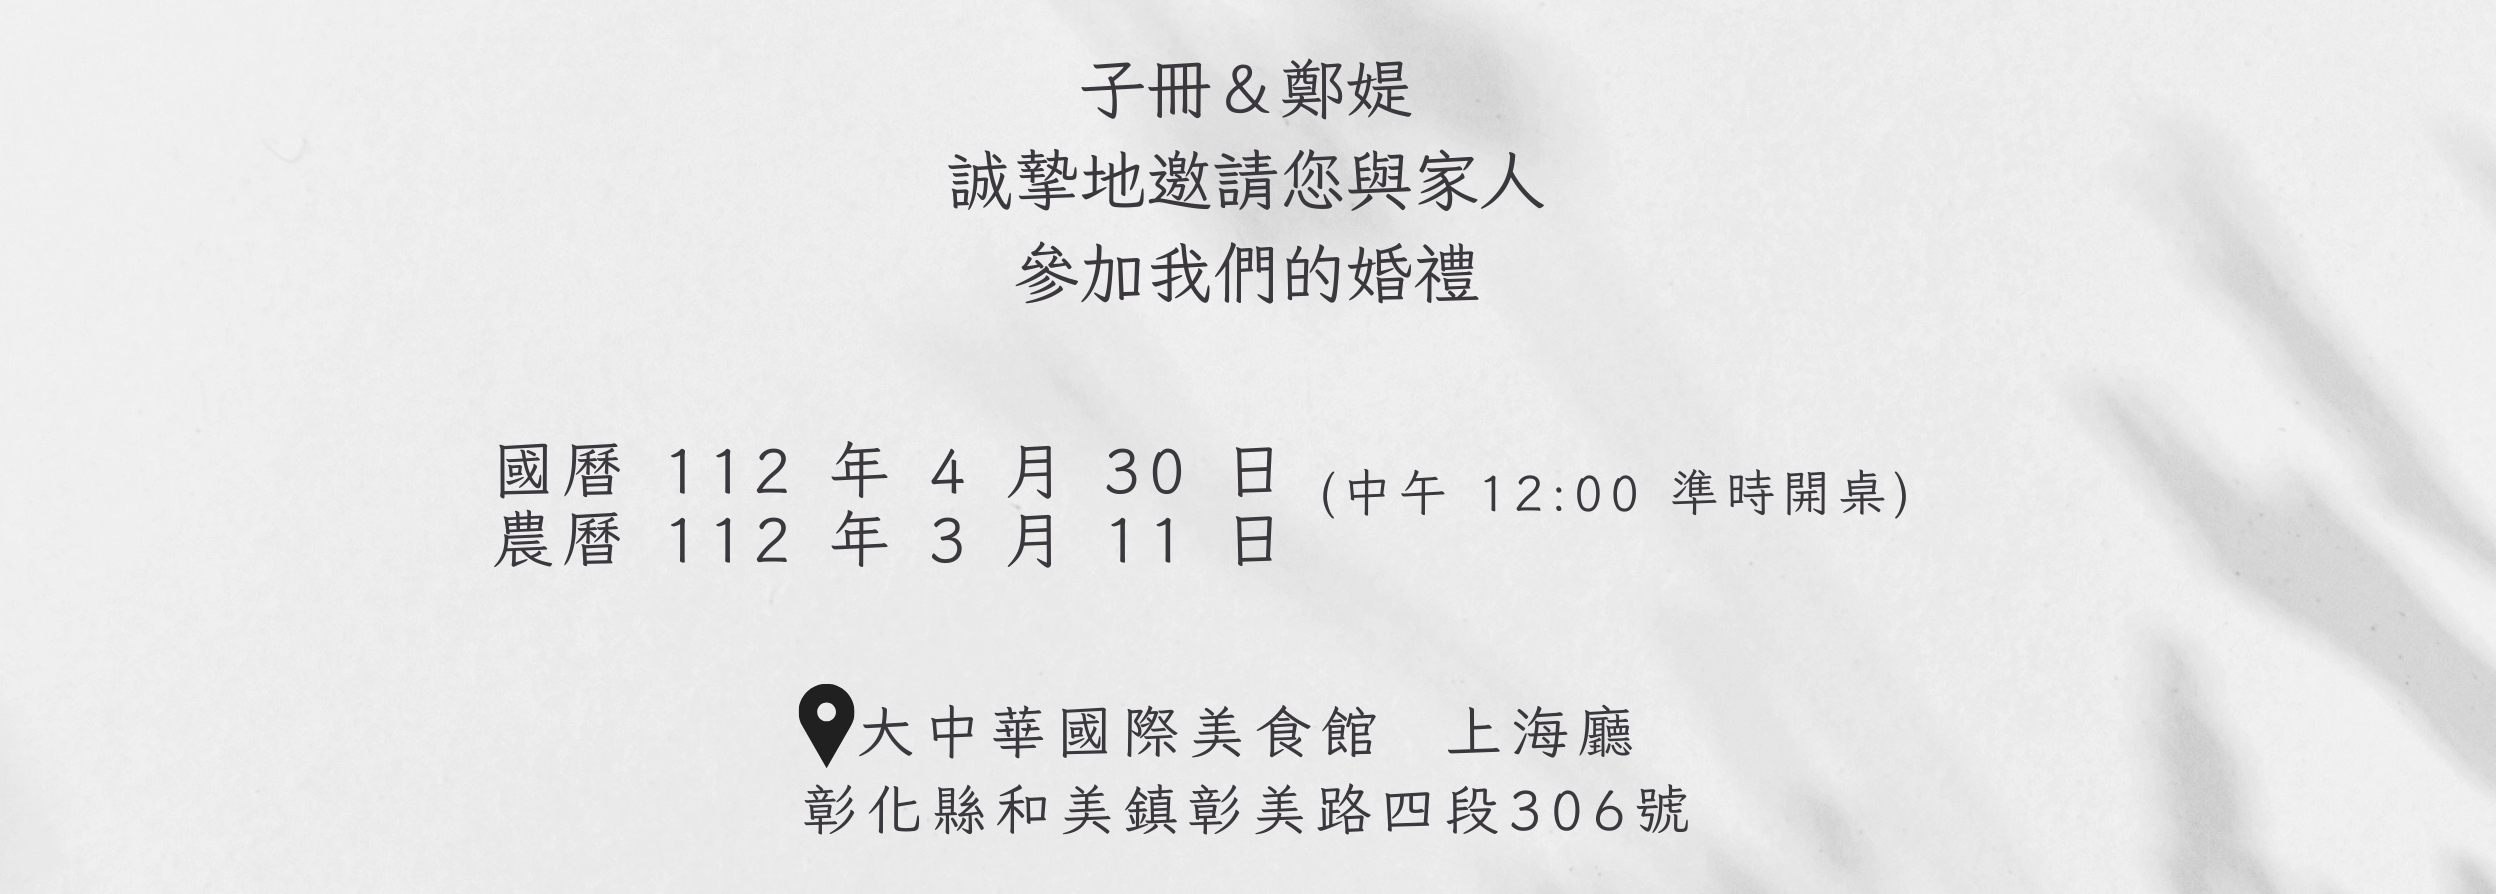 子冊&鄭媞
誠摯地邀請您與家人
參加我們的婚禮
國曆 112 年 4 月 30 日
農曆 112 年 3 月 11 日
(中午 12:00 準時開桌)
大中華國際美食館 上海廳
彰化縣和美鎮彰美路四段306號